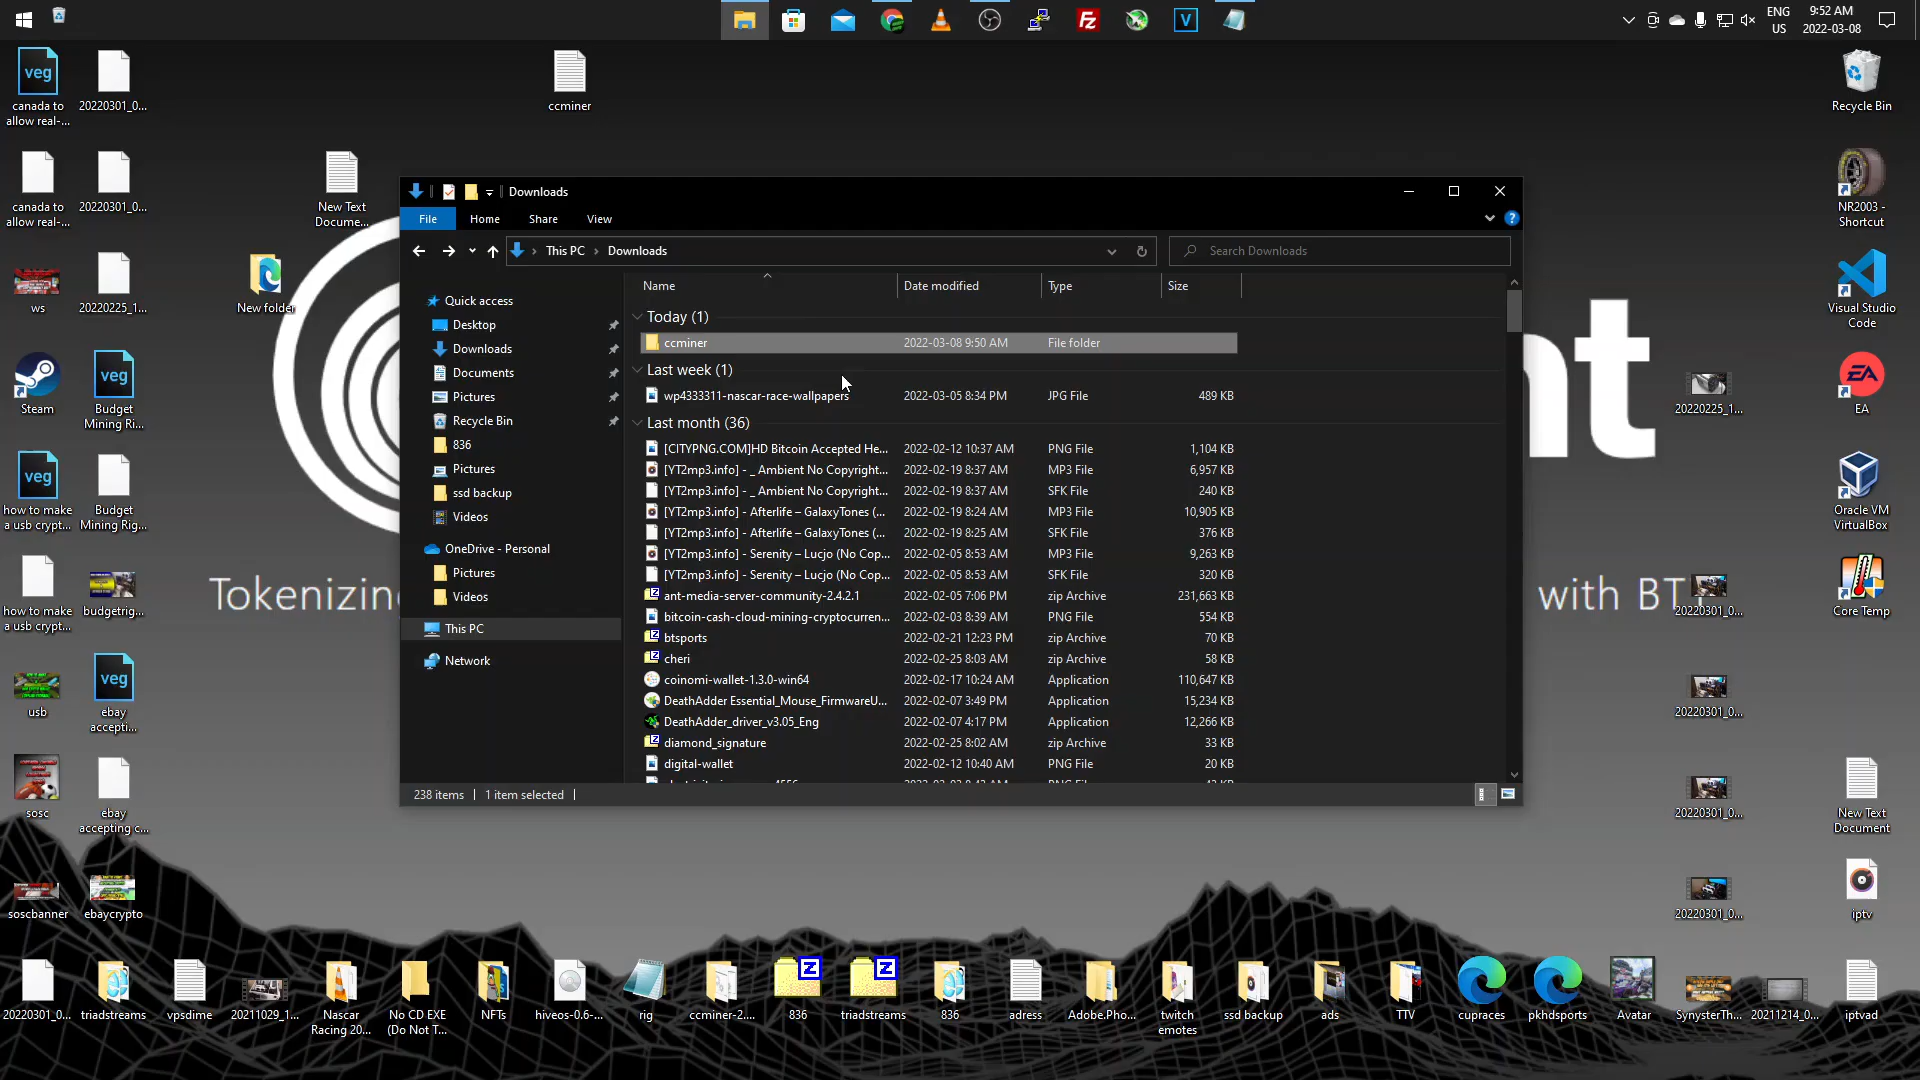 ENG
US
9:52 AM
2022-03-08
canada to
allow real-...
20220301_0...
ccminer
Recycle Bin
canada to
allow real-...
20220301_0...
New Text
Docume...
NR2003 -
Shortcut
ws
20220225_1...
New folder
Visual Studio
Code
Steam
Budget
Mining Ri...
20220225_1...
EA
how to make
a usb crypt...
Budget
Mining Rig...
Oracle VM
VirtualBox
how to make
a usb crypt...
budgetrig...
20220301_0...
Core Temp
usb
ebay
accepti...
20220301_0...
sosc
ebay
accepting c...
20220301_0...
New Text
Document
soscbanner
ebaycrypto
20220301_0...
iptv
Tokenizing
with BT
nt
Downloads
File
Home
Share
View
This PC
Downloads
Search Downloads
Quick access
Desktop
Downloads
Documents
Pictures
Recycle Bin
836
Pictures
ssd backup
Videos
OneDrive - Personal
Pictures
Videos
This PC
Network
Name Date modified Type Size
Today (1)
ccminer 2022-03-08 9:50 AM File folder
Last week (1)
wp4333311-nascar-race-wallpapers 2022-03-05 8:34 PM JPG File 489 KB
Last month (36)
[CITYPNG.COM]HD Bitcoin Accepted He... 2022-02-12 10:37 AM PNG File 1,104 KB
[YT2mp3.info] - _ Ambient No Copyright... 2022-02-19 8:37 AM MP3 File 6,957 KB
[YT2mp3.info] - _ Ambient No Copyright... 2022-02-19 8:37 AM SFK File 240 KB
[YT2mp3.info] - Afterlife – GalaxyTones (... 2022-02-19 8:24 AM MP3 File 10,905 KB
[YT2mp3.info] - Afterlife – GalaxyTones (... 2022-02-19 8:25 AM SFK File 376 KB
[YT2mp3.info] - Serenity – Lucjo (No Cop... 2022-02-05 8:53 AM MP3 File 9,263 KB
[YT2mp3.info] - Serenity – Lucjo (No Cop... 2022-02-05 8:53 AM SFK File 320 KB
ant-media-server-community-2.4.2.1 2022-02-05 7:06 PM zip Archive 231,663 KB
bitcoin-cash-cloud-mining-cryptocurren... 2022-02-03 8:39 AM PNG File 554 KB
btsports 2022-02-21 12:23 PM zip Archive 70 KB
cheri 2022-02-25 8:03 AM zip Archive 58 KB
coinomi-wallet-1.3.0-win64 2022-02-17 10:24 AM Application 110,647 KB
DeathAdder Essential_Mouse_FirmwareU... 2022-02-07 3:49 PM Application 15,234 KB
DeathAdder_driver_v3.05_Eng 2022-02-07 4:17 PM Application 12,266 KB
diamond_signature 2022-02-25 8:02 AM zip Archive 33 KB
digital-wallet 2022-02-12 10:40 AM PNG File 20 KB
238 items
1 item selected
20220301_0...
triadstreams
vpsdime
20211029_1...
Nascar
Racing 20...
No CD EXE
(Do Not T...
NFTs
hiveos-0.6-...
rig
ccminer-2....
836
triadstreams
836
adress
Adobe.Pho...
twitch
emotes
ssd backup
ads
TTV
cupraces
pkhdsports
Avatar
SynysterTh...
20211214_0...
iptvad